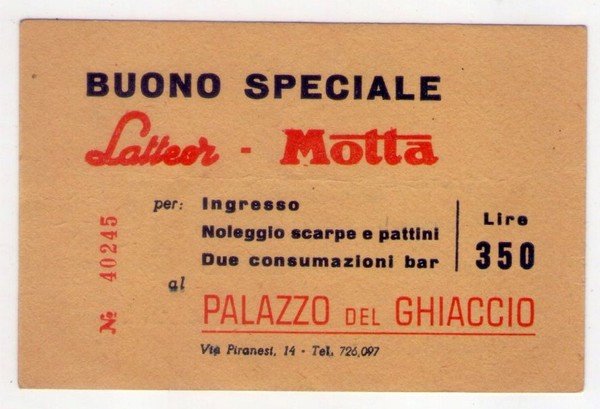 BUONO SPECIALE
Latteor - Motta
per: Ingresso
Noleggio scarpe e pattini
Due consumazioni bar
Lire
350
al
PALAZZO DEL GHIACCIO
Via Piranesi, 14 - Tel. 726,097
№ 40245